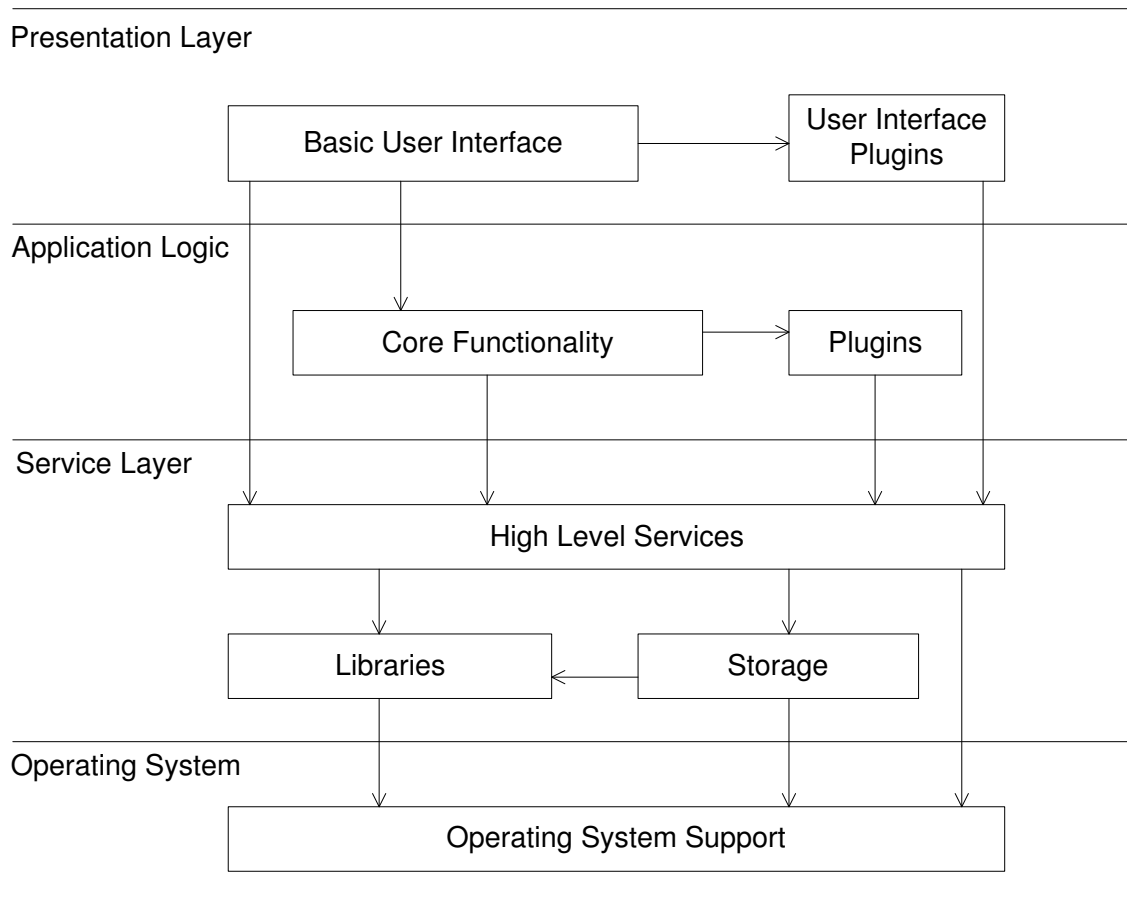 Presentation Layer
Basic User Interface
User Interface
Plugins
Application Logic
Core Functionality
Plugins
Service Layer
High Level Services
Libraries
Storage
Operating System
Operating System Support